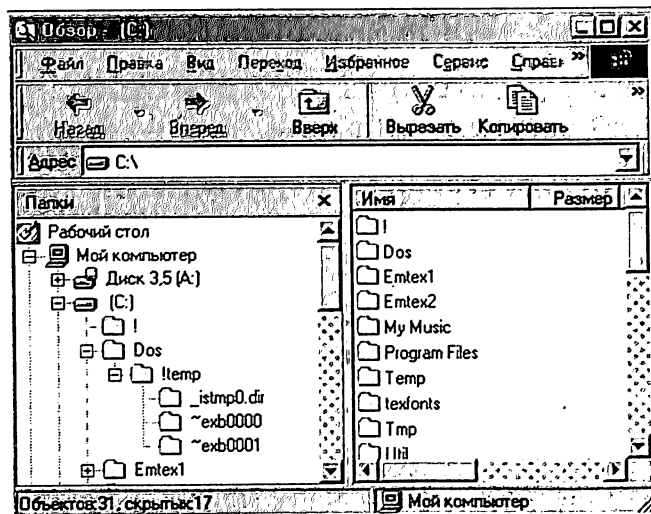 Обзор - (C:)
Файл Правка Вид Переход Избранное Сервис Справк »
Назад Вперед Вверх Вырезать Копировать »
Адрес C:\
Папки ×
Рабочий стол
Мой компьютер
Диск 3,5 (A:)
(C:)
!
Dos
!temp
_istmp0.dir
~exb0000
~exb0001
Emtex1
Имя Размер
!
Dos
Emtex1
Emtex2
My Music
Program Files
Temp
texfonts
Tmp
Util
Объектов:31, скрытых:17 Мой компьютер